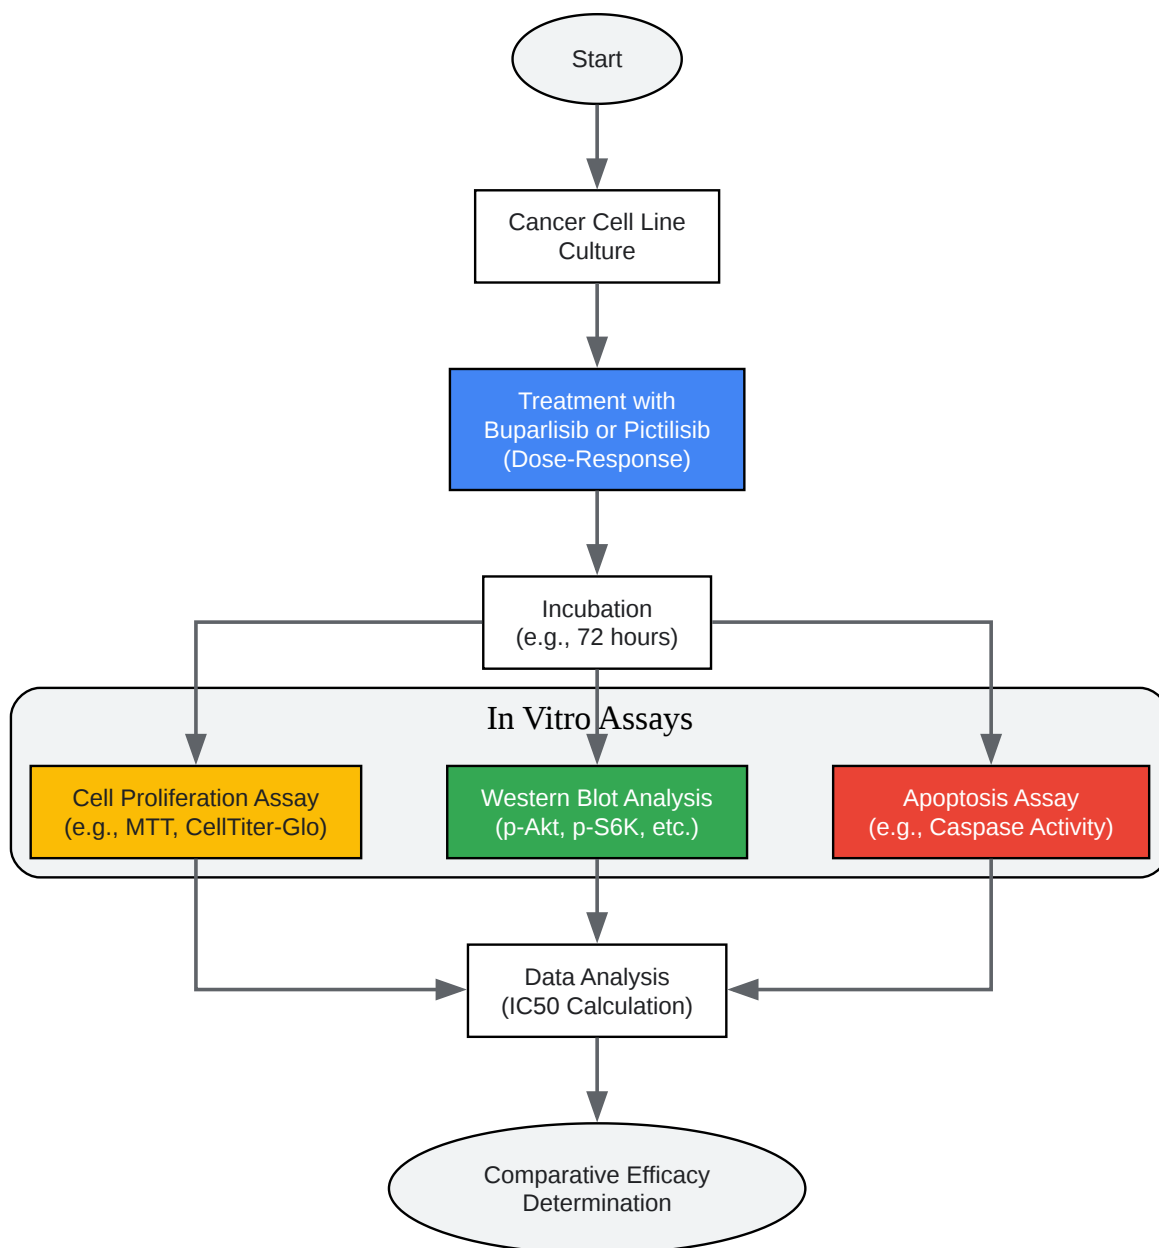 Start
Cancer Cell Line
Culture
Treatment with
Buparlisib or Pictilisib
(Dose-Response)
Incubation
(e.g., 72 hours)
In Vitro Assays
Cell Proliferation Assay
(e.g., MTT, CellTiter-Glo)
Western Blot Analysis
(p-Akt, p-S6K, etc.)
Apoptosis Assay
(e.g., Caspase Activity)
Data Analysis
(IC50 Calculation)
Comparative Efficacy
Determination